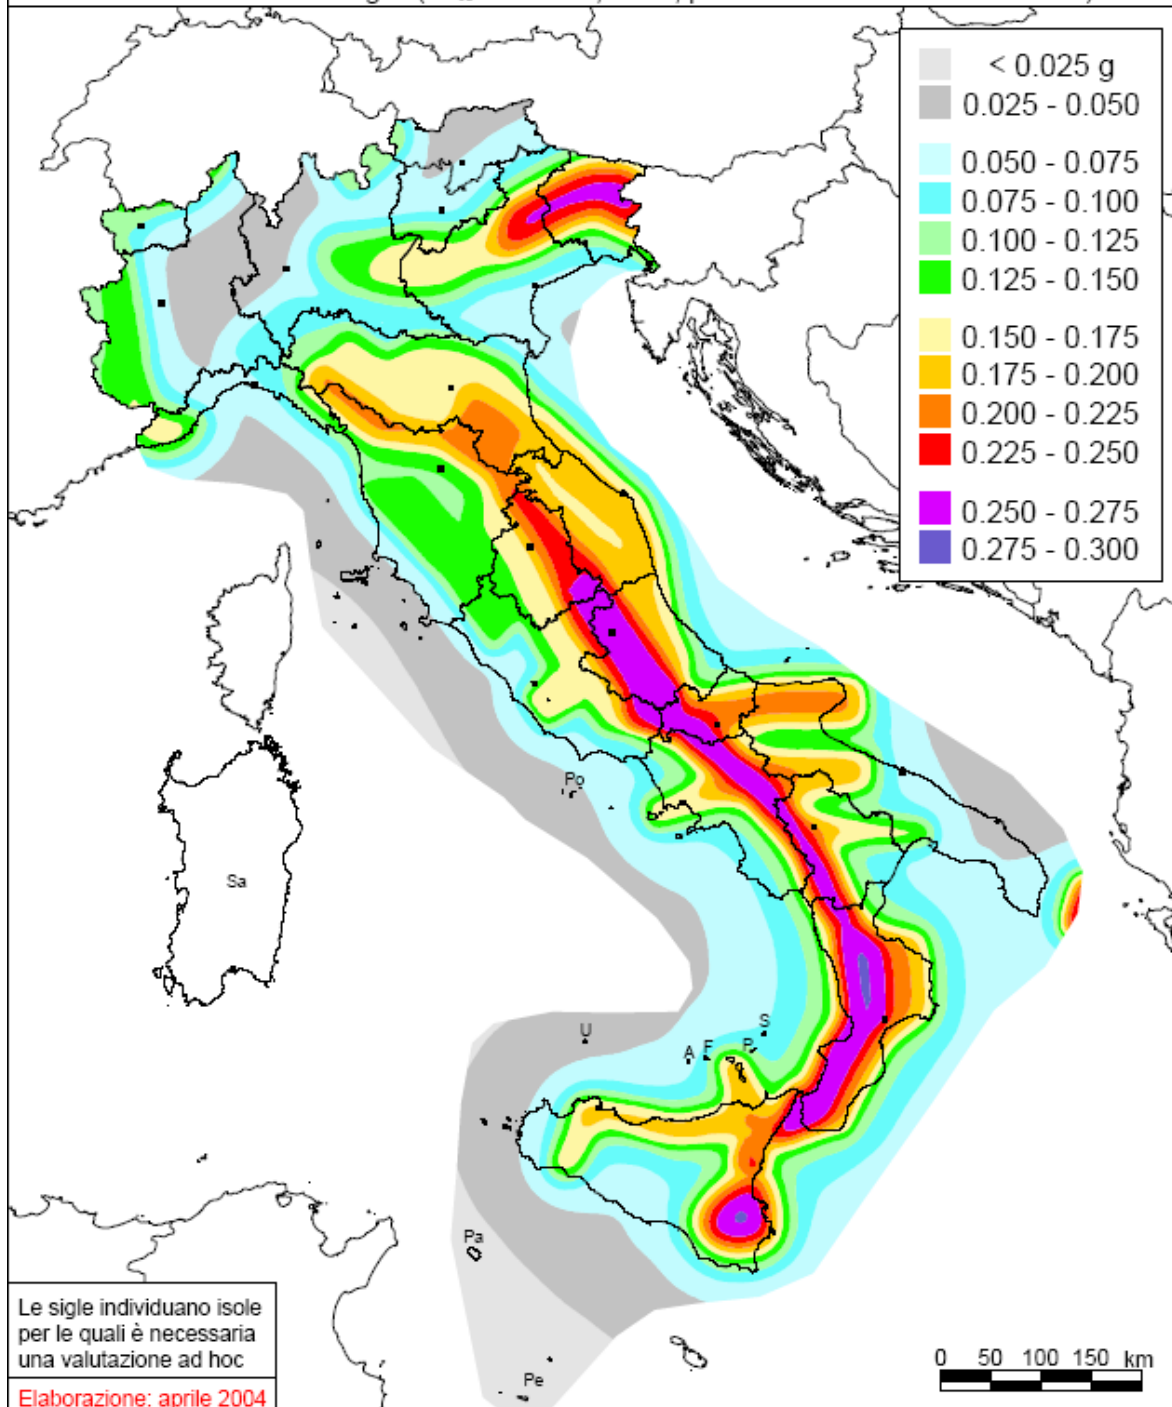 < 0.025 g
0.025 - 0.050
0.050 - 0.075
0.075 - 0.100
0.100 - 0.125
0.125 - 0.150
0.150 - 0.175
0.175 - 0.200
0.200 - 0.225
0.225 - 0.250
0.250 - 0.275
0.275 - 0.300
Po
Sa
U
A
F
P
S
Pa
Pe
Le sigle individuano isole
per le quali è necessaria
una valutazione ad hoc
Elaborazione: aprile 2004
0 50 100 150 km